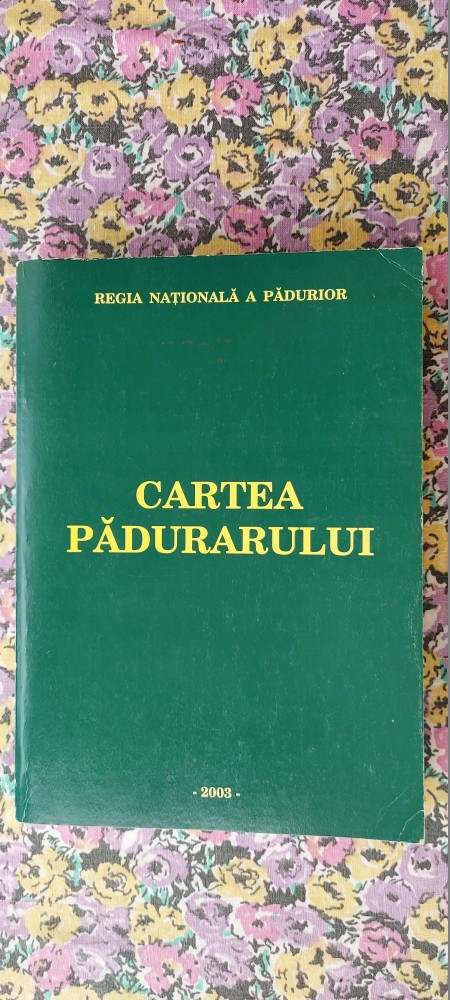 REGIA NAȚIONALĂ A PĂDURIOR
CARTEA
PĂDURARULUI
- 2003 -